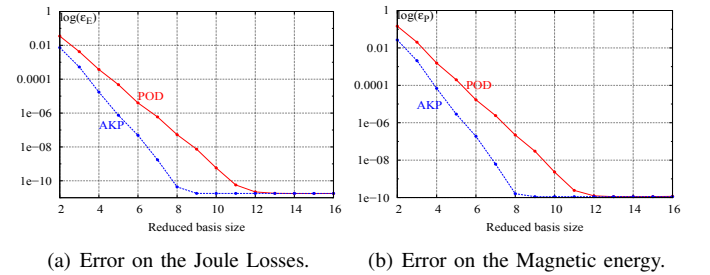 1
log(ε_E)
0.01
0.0001
1e-06
1e-08
1e-10
POD
AKP
2 4 6 8 10 12 14 16
Reduced basis size
(a) Error on the Joule Losses.
1
log(ε_P)
0.01
0.0001
1e-06
1e-08
1e-10
POD
AKP
2 4 6 8 10 12 14 16
Reduced basis size
(b) Error on the Magnetic energy.